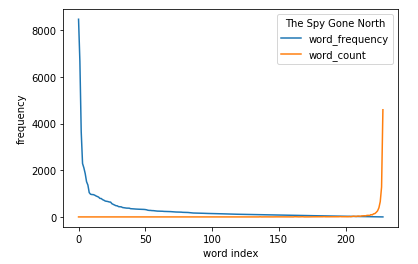 The Spy Gone North
word_frequency
word_count
8000
6000
4000
2000
0
frequency
0 50 100 150 200
word index